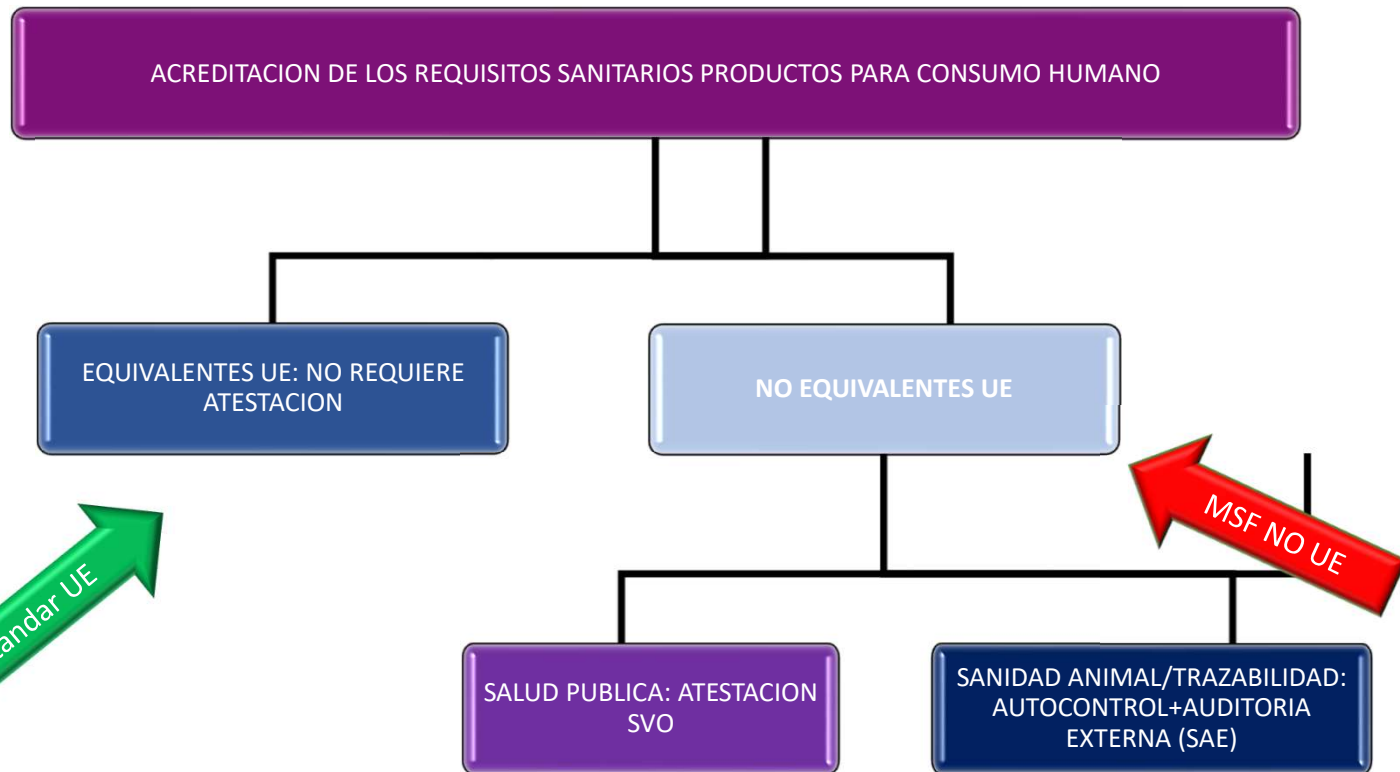 ACREDITACION DE LOS REQUISITOS SANITARIOS PRODUCTOS PARA CONSUMO HUMANO
EQUIVALENTES UE: NO REQUIERE
ATESTACION
NO EQUIVALENTES UE
MSF NO UE
UE
SALUD PUBLICA: ATESTACION
SVO
SANIDAD ANIMAL/TRAZABILIDAD:
AUTOCONTROL+AUDITORIA
EXTERNA (SAE)